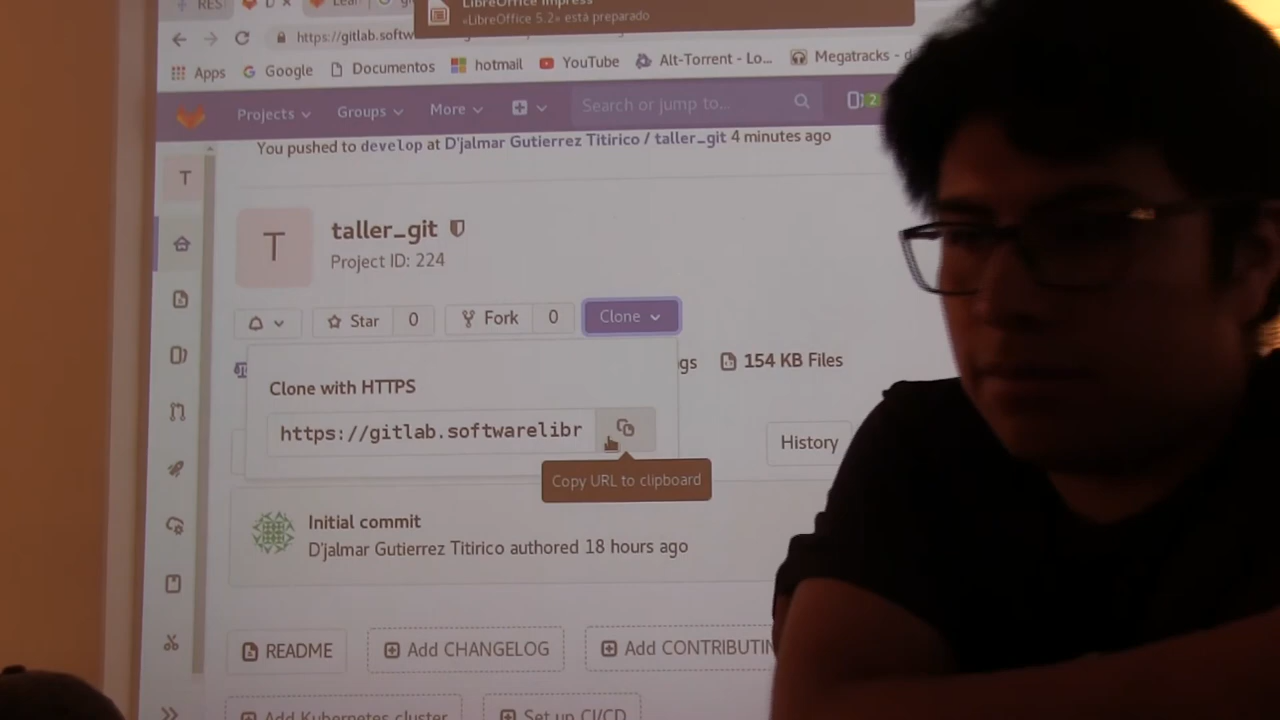 RES
LibreOffice Impress
«LibreOffice 5.2» está preparado
https://gitlab.softw
Apps Google Documentos hotmail YouTube Alt-Torrent - Lo... Megatracks - d
Projects Groups More Search or jump to... 2
You pushed to develop at D'jalmar Gutierrez Titirico / taller_git 4 minutes ago
T
T
taller_git
Project ID: 224
Star 0 Fork 0 Clone
gs 154 KB Files
Clone with HTTPS
https://gitlab.softwarelibr
History
Copy URL to clipboard
Initial commit
D'jalmar Gutierrez Titirico authored 18 hours ago
README Add CHANGELOG Add CONTRIBUTIN
Add Kubernetes cluster Set up CI/CD